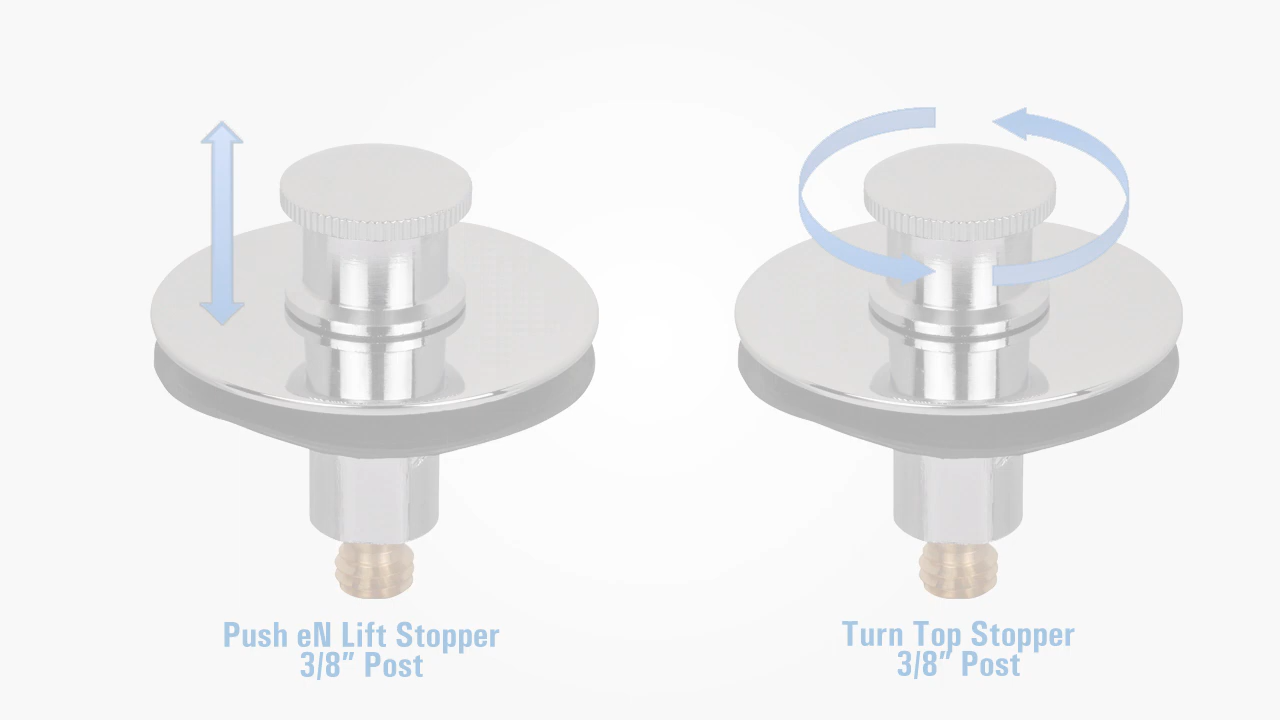 Push eN Lift Stopper
3/8” Post
Turn Top Stopper
3/8” Post